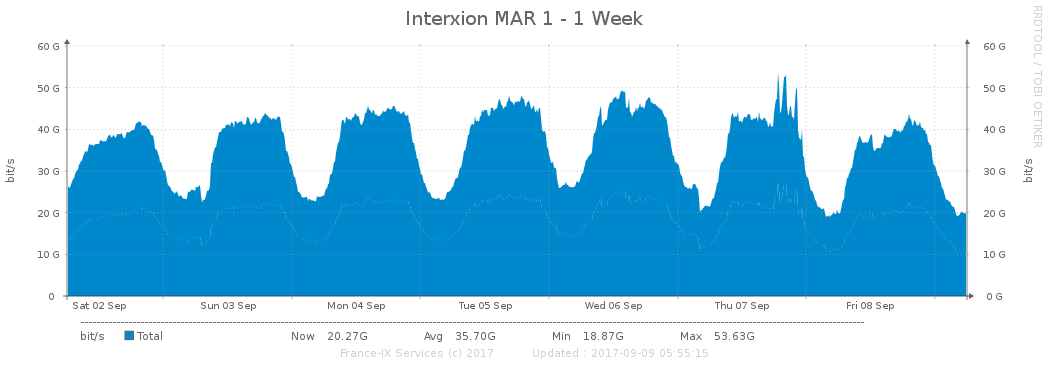 Interxion MAR 1 - 1 Week
RRDTOOL / TOBI OETIKER
bit/s
60 G
50 G
40 G
30 G
20 G
10 G
0
60 G
50 G
40 G
30 G
20 G
10 G
0 G
bit/s
Sat 02 Sep Sun 03 Sep Mon 04 Sep Tue 05 Sep Wed 06 Sep Thu 07 Sep Fri 08 Sep
bit/s Total Now 20.27G Avg 35.70G Min 18.87G Max 53.63G
France-IX Services (c) 2017 Updated : 2017-09-09 05:55:15